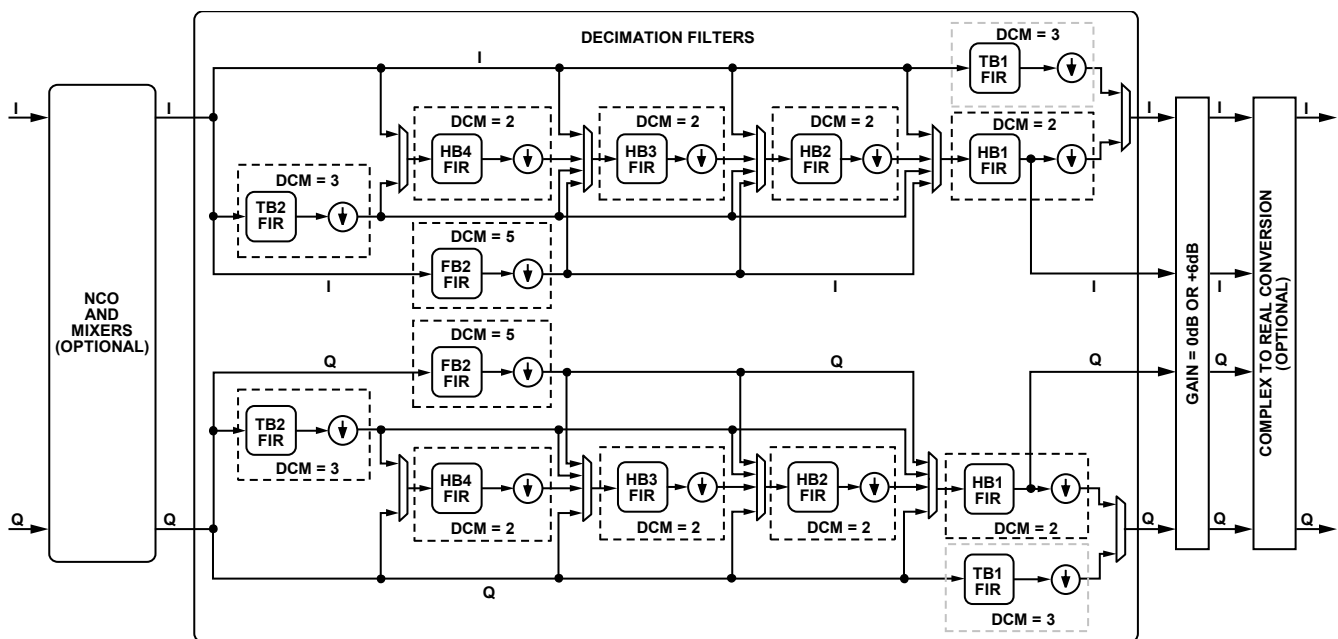 DECIMATION FILTERS
DCM = 3
I
TB1
FIR
I
I
I
I
I
DCM = 2
DCM = 2
DCM = 2
DCM = 2
HB4
FIR
HB3
FIR
HB2
FIR
HB1
FIR
DCM = 3
TB2
FIR
DCM = 5
FB2
FIR
I
I
I
I
NCO
AND
MIXERS
(OPTIONAL)
GAIN = 0dB OR +6dB
COMPLEX TO REAL CONVERSION
(OPTIONAL)
DCM = 5
Q
FB2
FIR
Q
Q
Q
TB2
FIR
DCM = 3
HB4
FIR
DCM = 2
HB3
FIR
DCM = 2
HB2
FIR
DCM = 2
HB1
FIR
DCM = 2
Q
Q
Q
Q
Q
Q
TB1
FIR
DCM = 3